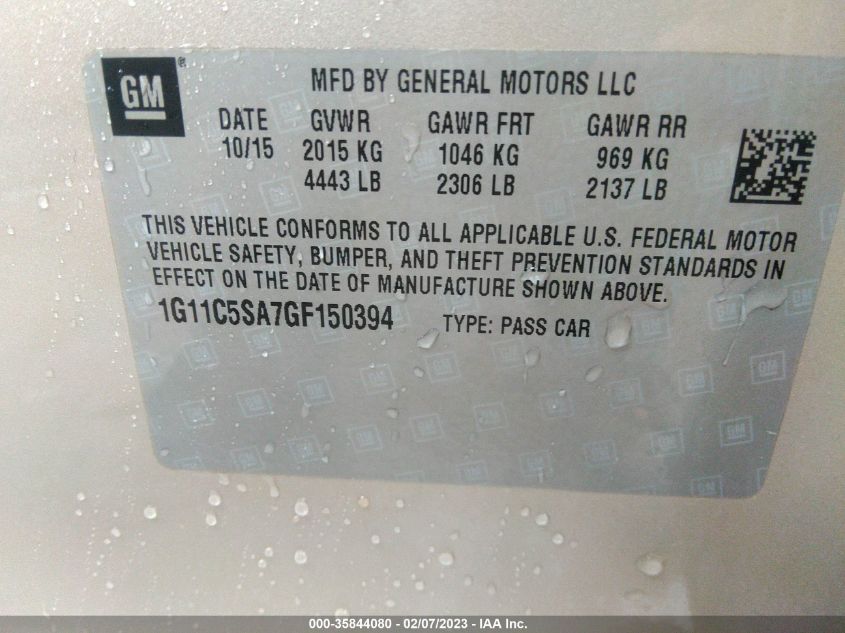 GM®
MFD BY GENERAL MOTORS LLC
DATE GVWR GAWR FRT GAWR RR
10/15 2015 KG 1046 KG 969 KG
4443 LB 2306 LB 2137 LB
THIS VEHICLE CONFORMS TO ALL APPLICABLE U.S. FEDERAL MOTOR
VEHICLE SAFETY, BUMPER, AND THEFT PREVENTION STANDARDS IN
EFFECT ON THE DATE OF MANUFACTURE SHOWN ABOVE.
1G11C5SA7GF150394 TYPE: PASS CAR
000-35844080 - 02/07/2023 - IAA Inc.